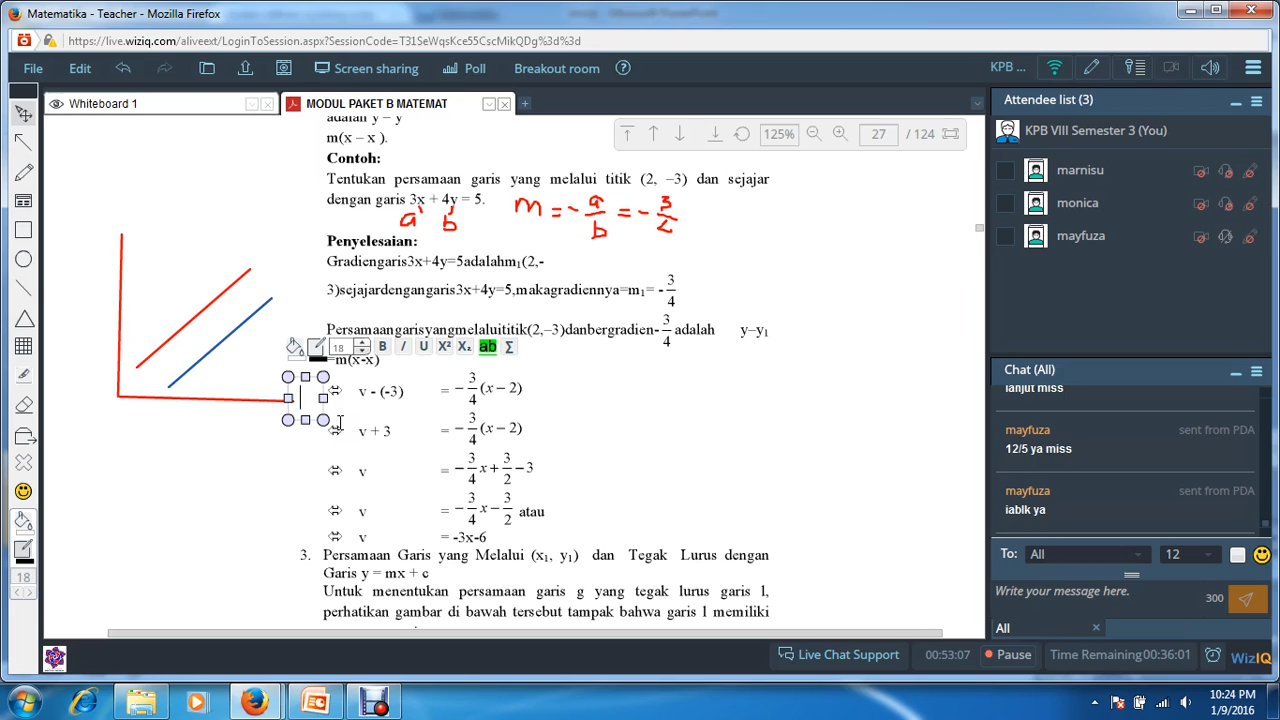 Matematika - Teacher - Mozilla Firefox
https://live.wiziq.com/aliveext/LoginToSession.aspx?SessionCode=T31SeWqsKce55CscMikQDg%3d%3d
File Edit Screen sharing Poll Breakout room KPB ...
Whiteboard 1
MODUL PAKET B MATEMAT
125% 27 / 124
adalah y – y
m(x – x ).
Contoh:
Tentukan persamaan garis yang melalui titik (2, –3) dan sejajar
dengan garis 3x + 4y = 5.
a b m = - a/b = - 3/2
Penyelesaian:
Gradiengaris3x+4y=5adalahm₁(2,-
3)sejajardengangaris3x+4y=5,makagradiennya=m₁= - 3/4
Persamaangarisyangmelaluititik(2,–3)danbergradien- 3/4 adalah y–y₁
=m(x-x)
18 B I U X² X₂ ab Σ
⇔ v - (-3) = – 3/4 (x – 2)
⇔ v + 3 = – 3/4 (x – 2)
⇔ v = – 3/4 x + 3/2 – 3
⇔ v = – 3/4 x – 3/2 atau
⇔ v = -3x-6
3. Persamaan Garis yang Melalui (x₁, y₁) dan Tegak Lurus dengan
Garis y = mx + c
Untuk menentukan persamaan garis g yang tegak lurus garis l,
perhatikan gambar di bawah tersebut tampak bahwa garis l memiliki
18
Attendee list (3)
KPB VIII Semester 3 (You)
marnisu
monica
mayfuza
Chat (All)
lanjut miss
mayfuza sent from PDA
12/5 ya miss
mayfuza sent from PDA
iablk ya
To: All 12
Write your message here. 300
All
Live Chat Support 00:53:07 Pause Time Remaining 00:36:01 WizIQ
10:24 PM
1/9/2016